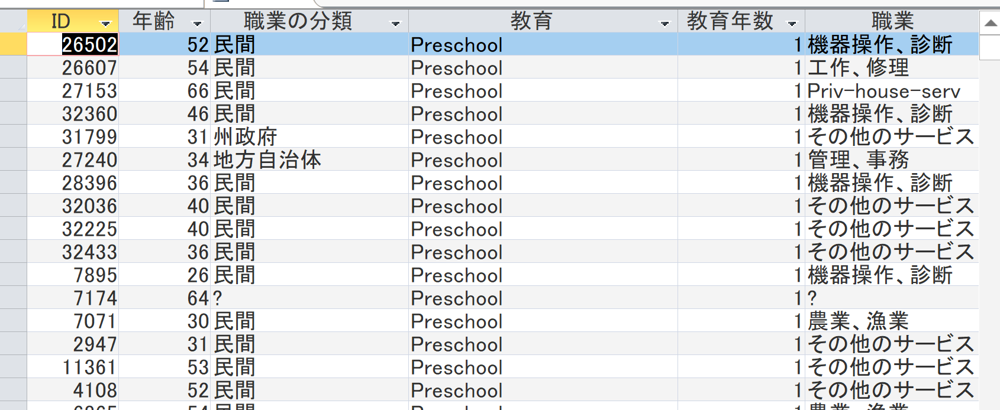 ID 年齢 職業の分類 教育 教育年数 職業
26502 52 民間 Preschool 1 機器操作、診断
26607 54 民間 Preschool 1 工作、修理
27153 66 民間 Preschool 1 Priv-house-serv
32360 46 民間 Preschool 1 機器操作、診断
31799 31 州政府 Preschool 1 その他のサービス
27240 34 地方自治体 Preschool 1 管理、事務
28396 36 民間 Preschool 1 機器操作、診断
32036 40 民間 Preschool 1 その他のサービス
32225 40 民間 Preschool 1 その他のサービス
32433 36 民間 Preschool 1 その他のサービス
7895 26 民間 Preschool 1 機器操作、診断
7174 64 ? Preschool 1 ?
7071 30 民間 Preschool 1 農業、漁業
2947 31 民間 Preschool 1 その他のサービス
11361 53 民間 Preschool 1 その他のサービス
4108 52 民間 Preschool 1 その他のサービス